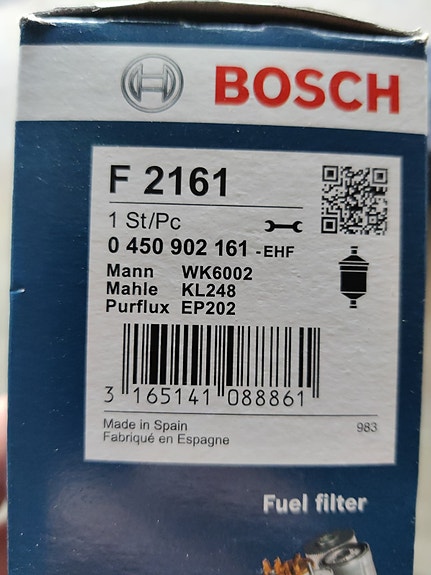 BOSCH
F 2161
1 St/Pc
0 450 902 161 -EHF
Mann WK6002
Mahle KL248
Purflux EP202
3 165141 088861
Made in Spain
Fabriqué en Espagne
983
Fuel filter